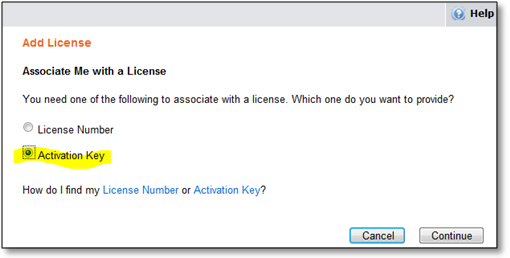 Help
Add License
Associate Me with a License
You need one of the following to associate with a license. Which one do you want to provide?
License Number
Activation Key
How do I find my License Number or Activation Key?
Cancel Continue